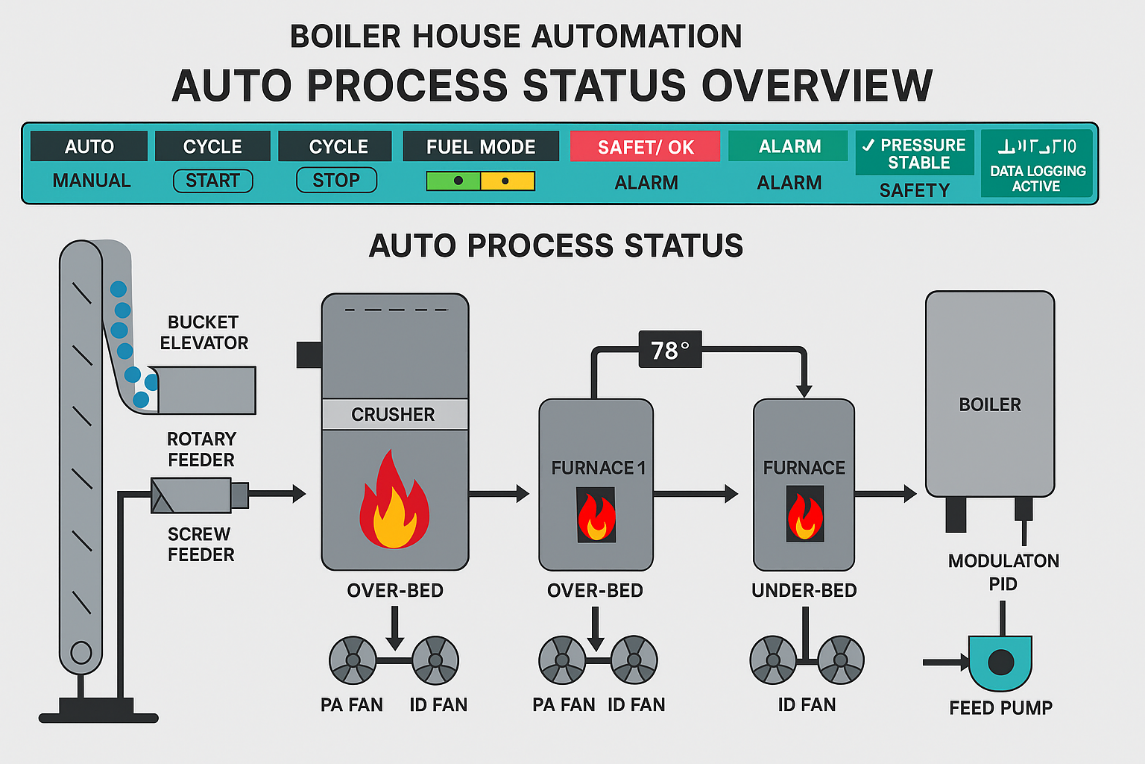 BOILER HOUSE AUTOMATION
AUTO PROCESS STATUS OVERVIEW
AUTO
CYCLE
CYCLE
FUEL MODE
SAFET/ OK
ALARM
✓ PRESSURE
STABLE
MANUAL
START
STOP
ALARM
ALARM
SAFETY
DATA LOGGING
ACTIVE
AUTO PROCESS STATUS
BUCKET
ELEVATOR
ROTARY
FEEDER
SCREW
FEEDER
CRUSHER
78°
FURNACE 1
FURNACE
BOILER
OVER-BED
OVER-BED
UNDER-BED
MODULATON
PID
PA FAN
ID FAN
PA FAN
ID FAN
ID FAN
FEED PUMP